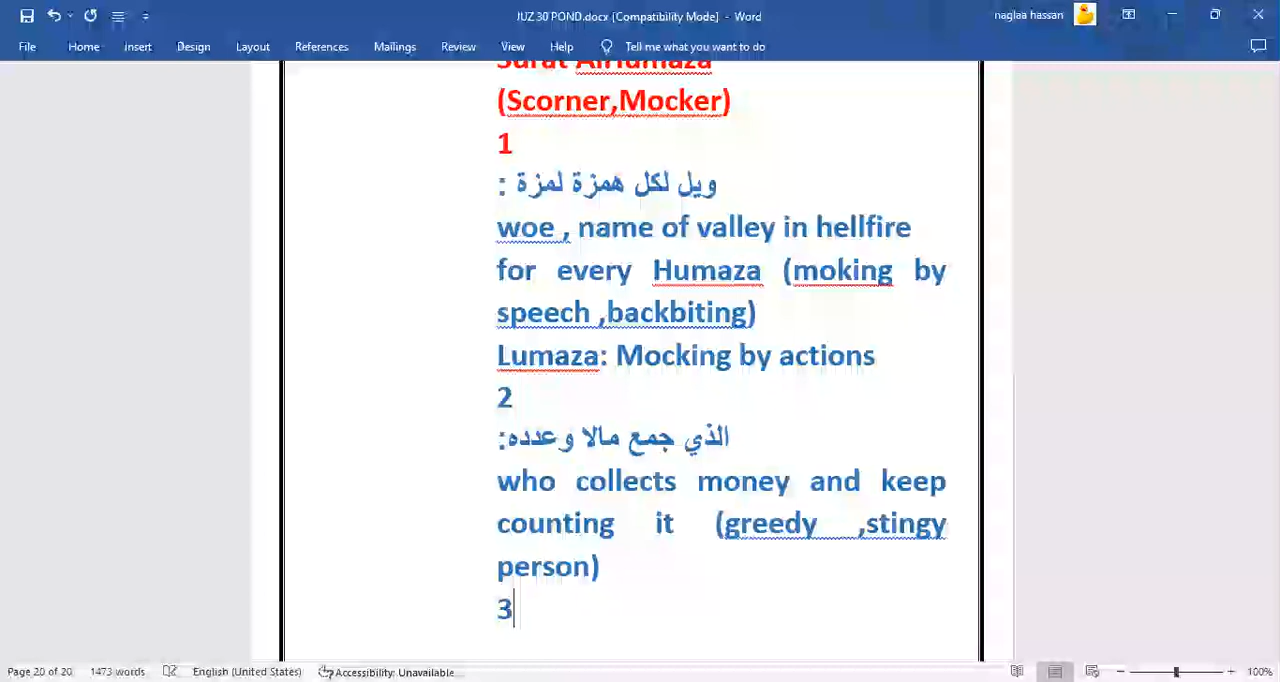 JUZ 30 POND.docx [Compatibility Mode] - Word
naglaa hassan
File Home Insert Design Layout References Mailings Review View Help Tell me what you want to do
Surat AlHumaza
(Scorner,Mocker)
1
ويل لكل همزة لمزة :
woe , name of valley in hellfire
for every Humaza (moking by
speech ,backbiting)
Lumaza: Mocking by actions
2
الذي جمع مالا وعدده:
who collects money and keep
counting it (greedy ,stingy
person)
3
Page 20 of 20 1473 words English (United States) Accessibility: Unavailable 100%